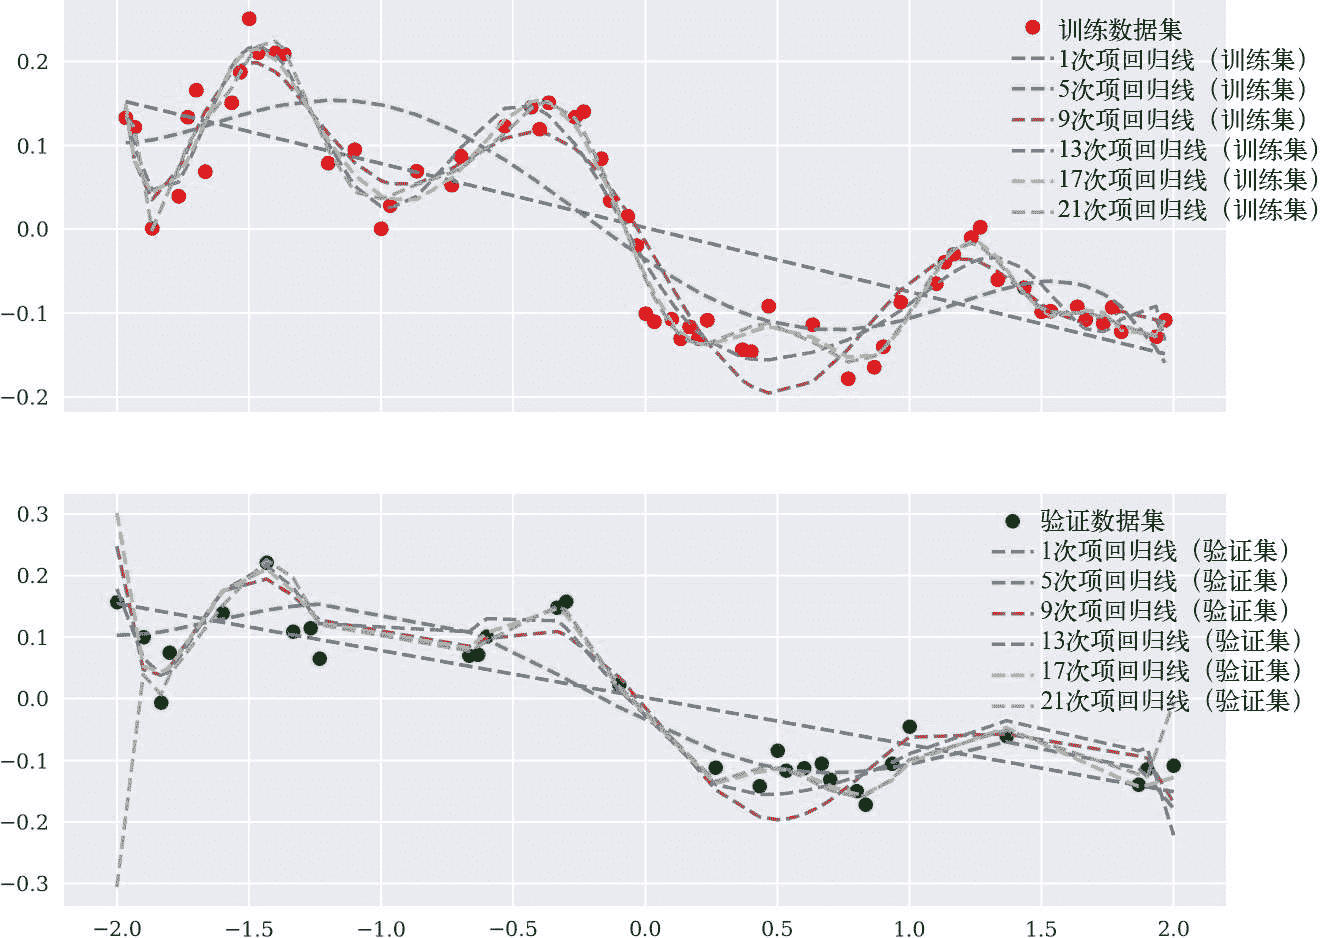 训练数据集
1次项回归线（训练集）
5次项回归线（训练集）
9次项回归线（训练集）
13次项回归线（训练集）
17次项回归线（训练集）
21次项回归线（训练集）
0.2
0.1
0.0
−0.1
−0.2
验证数据集
1次项回归线（验证集）
5次项回归线（验证集）
9次项回归线（验证集）
13次项回归线（验证集）
17次项回归线（验证集）
21次项回归线（验证集）
0.3
0.2
0.1
0.0
−0.1
−0.2
−0.3
−2.0 −1.5 −1.0 −0.5 0.0 0.5 1.0 1.5 2.0